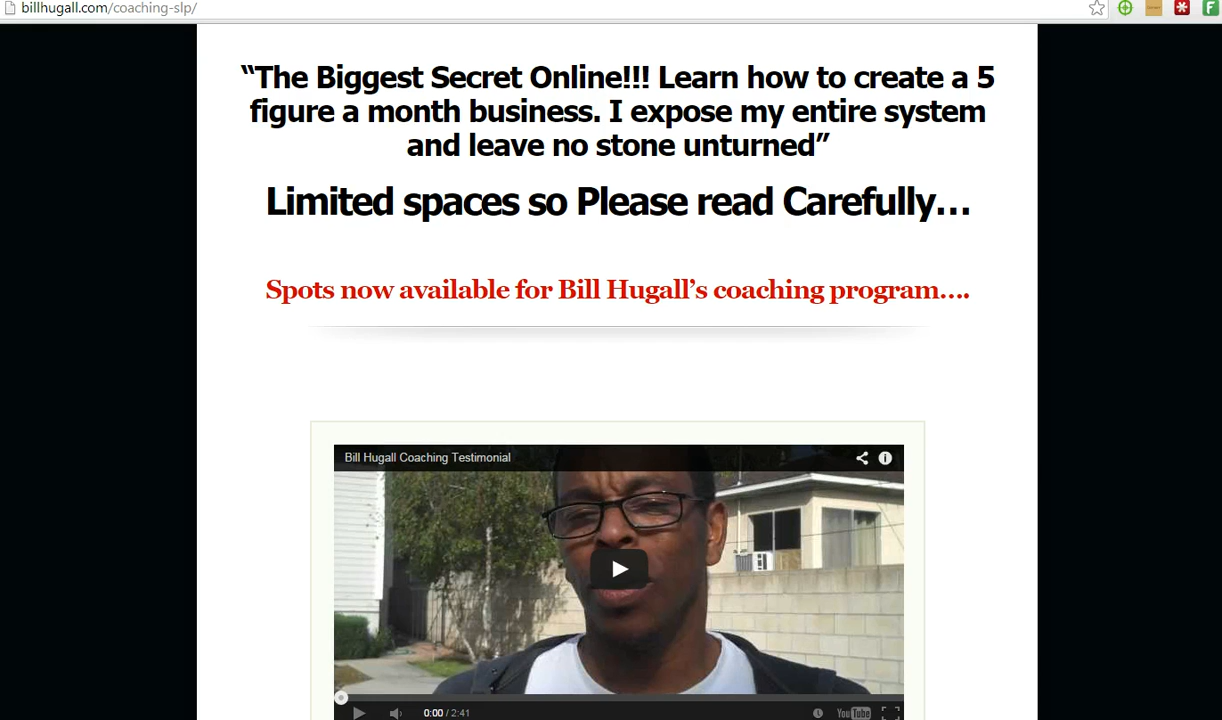 billhugall.com/coaching-slp/
“The Biggest Secret Online!!! Learn how to create a 5
figure a month business. I expose my entire system
and leave no stone unturned”
Limited spaces so Please read Carefully…
Spots now available for Bill Hugall’s coaching program….
Bill Hugall Coaching Testimonial
0:00 / 2:41
YouTube